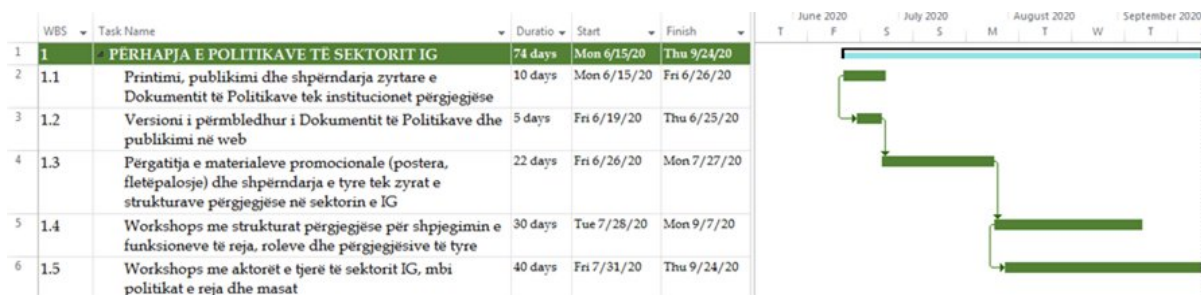 June 2020 July 2020 August 2020 September 2020
WBS Task Name Duratio Start Finish T F S S M T W T
1 1 PËRHAPJA E POLITIKAVE TË SEKTORIT IG 74 days Mon 6/15/20 Thu 9/24/20
2 1.1 Printimi, publikimi dhe shpërndarja zyrtare e 10 days Mon 6/15/20 Fri 6/26/20
Dokumentit të Politikave tek institucionet përgjegjëse
3 1.2 Versioni i përmbledhur i Dokumentit të Politikave dhe 5 days Fri 6/19/20 Thu 6/25/20
publikimi në web
4 1.3 Përgatitja e materialeve promocionale (postera, 22 days Fri 6/26/20 Mon 7/27/20
fletëpalosje) dhe shpërndarja e tyre tek zyrat e
strukturave përgjegjëse në sektorin e IG
5 1.4 Workshops me strukturat përgjegjëse për shpjegimin e 30 days Tue 7/28/20 Mon 9/7/20
funksioneve të reja, roleve dhe përgjegjësive të tyre
6 1.5 Workshops me aktorët e tjerë të sektorit IG, mbi 40 days Fri 7/31/20 Thu 9/24/20
politikat e reja dhe masat